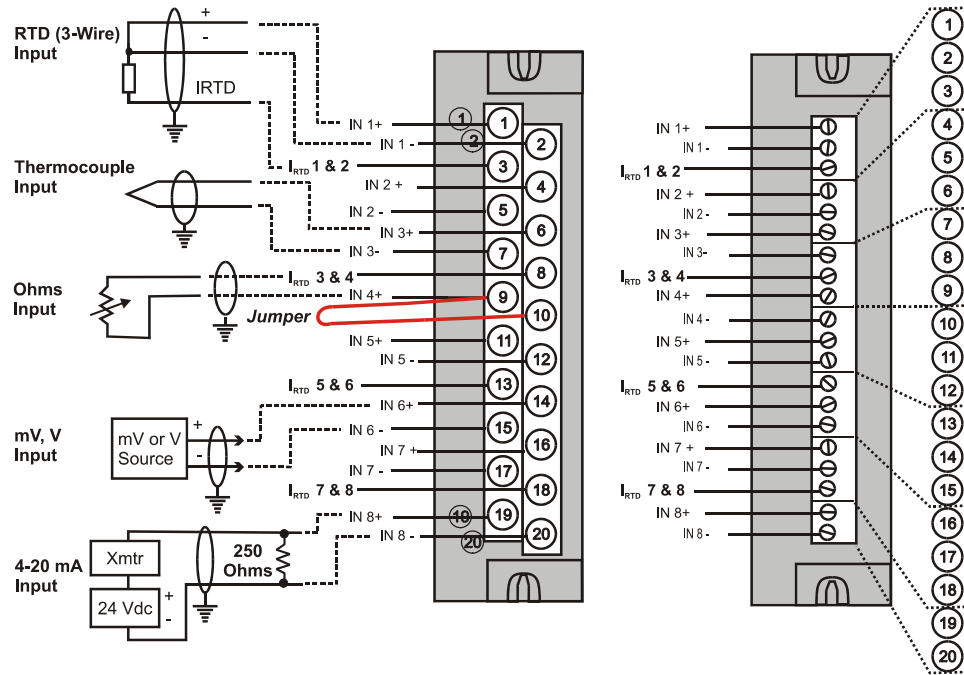 RTD (3-Wire)
Input
+
-
IRTD
Thermocouple
Input
Ohms
Input
Jumper
mV, V
Input
mV or V
Source
+
-
4-20 mA
Input
Xmtr
24 Vdc
+
-
250
Ohms
IN 1+
IN 1 -
IRTD 1 & 2
IN 2 +
IN 2 -
IN 3+
IN 3-
IRTD 3 & 4
IN 4+
IN 5+
IN 5 -
IRTD 5 & 6
IN 6+
IN 6 -
IN 7 +
IN 7 -
IRTD 7 & 8
IN 8+
IN 8 -
1
2
19
20
1
2
3
4
5
6
7
8
9
10
11
12
13
14
15
16
17
18
19
20
IN 1+
IN 1 -
IRTD 1 & 2
IN 2 +
IN 2 -
IN 3+
IN 3-
IRTD 3 & 4
IN 4+
IN 4 -
IN 5+
IN 5 -
IRTD 5 & 6
IN 6+
IN 6 -
IN 7 +
IN 7 -
IRTD 7 & 8
IN 8+
IN 8 -
1
2
3
4
5
6
7
8
9
10
11
12
13
14
15
16
17
18
19
20